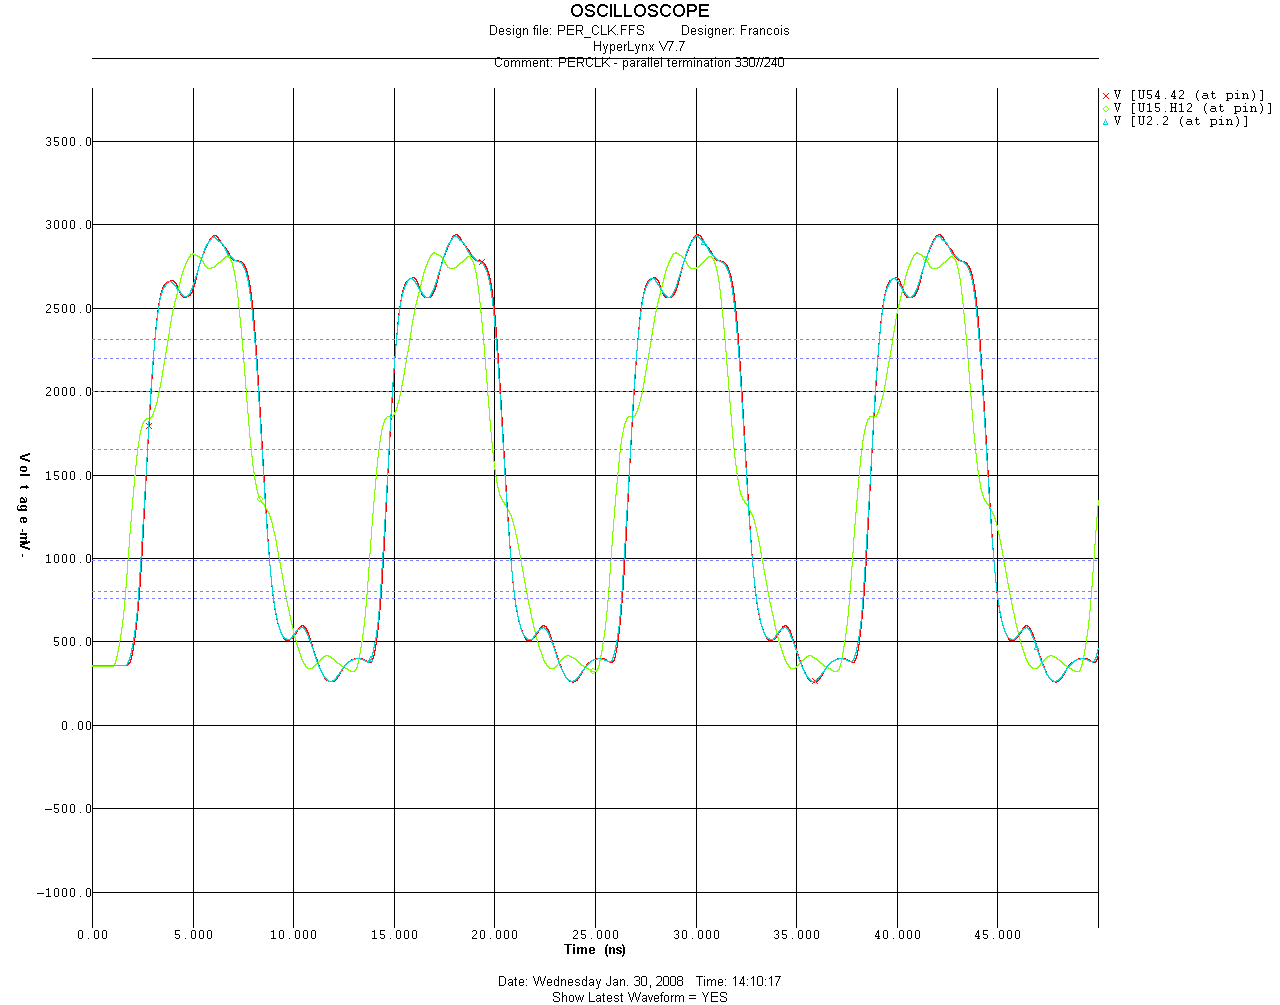 OSCILLOSCOPE
Design file: PER_CLK.FFS Designer: Francois
HyperLynx V7.7
Comment: PERCLK - parallel termination 330//240
V [U54.42 (at pin)]
V [U15.H12 (at pin)]
V [U2.2 (at pin)]
3500.0
3000.0
2500.0
2000.0
1500.0
1000.0
500.0
0.00
-500.0
-1000.0
Voltage -mV-
0.00 5.000 10.000 15.000 20.000 25.000 30.000 35.000 40.000 45.000
Time (ns)
Date: Wednesday Jan. 30, 2008 Time: 14:10:17
Show Latest Waveform = YES